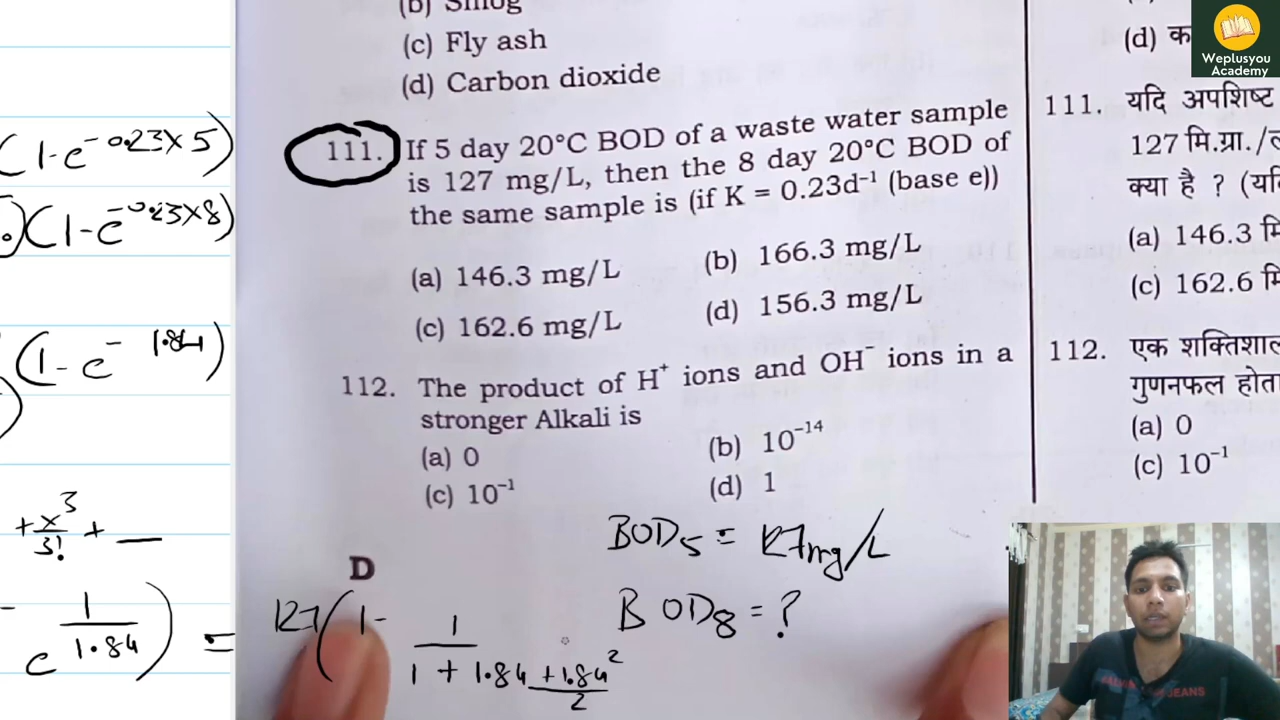 (b) Smog
(c) Fly ash
(d) Carbon dioxide
111. If 5 day 20°C BOD of a waste water sample
is 127 mg/L, then the 8 day 20°C BOD of
the same sample is (if K = 0.23d⁻¹ (base e))
(a) 146.3 mg/L
(b) 166.3 mg/L
(c) 162.6 mg/L
(d) 156.3 mg/L
112. The product of H⁺ ions and OH⁻ ions in a
stronger Alkali is
(a) 0
(b) 10⁻¹⁴
(c) 10⁻¹
(d) 1
D
BOD₅ = 127mg/L
BOD₈ = ?
127(1- 1
1 + 1.84 + 1.84²
2
(1-e^-0.23×5)
(1-e^-0.23×8)
(1-e^- 1.84)
+ x³/3! + —
1
e 1.84 ) =
(d) क
111. यदि अपशिष्ट
127 मि.ग्रा./ल
क्या है ? (यदि
(a) 146.3 मि
(c) 162.6 मि
112. एक शक्तिशाल
गुणनफल होता
(a) 0
(c) 10⁻¹
Weplusyou
Academy
JEANS